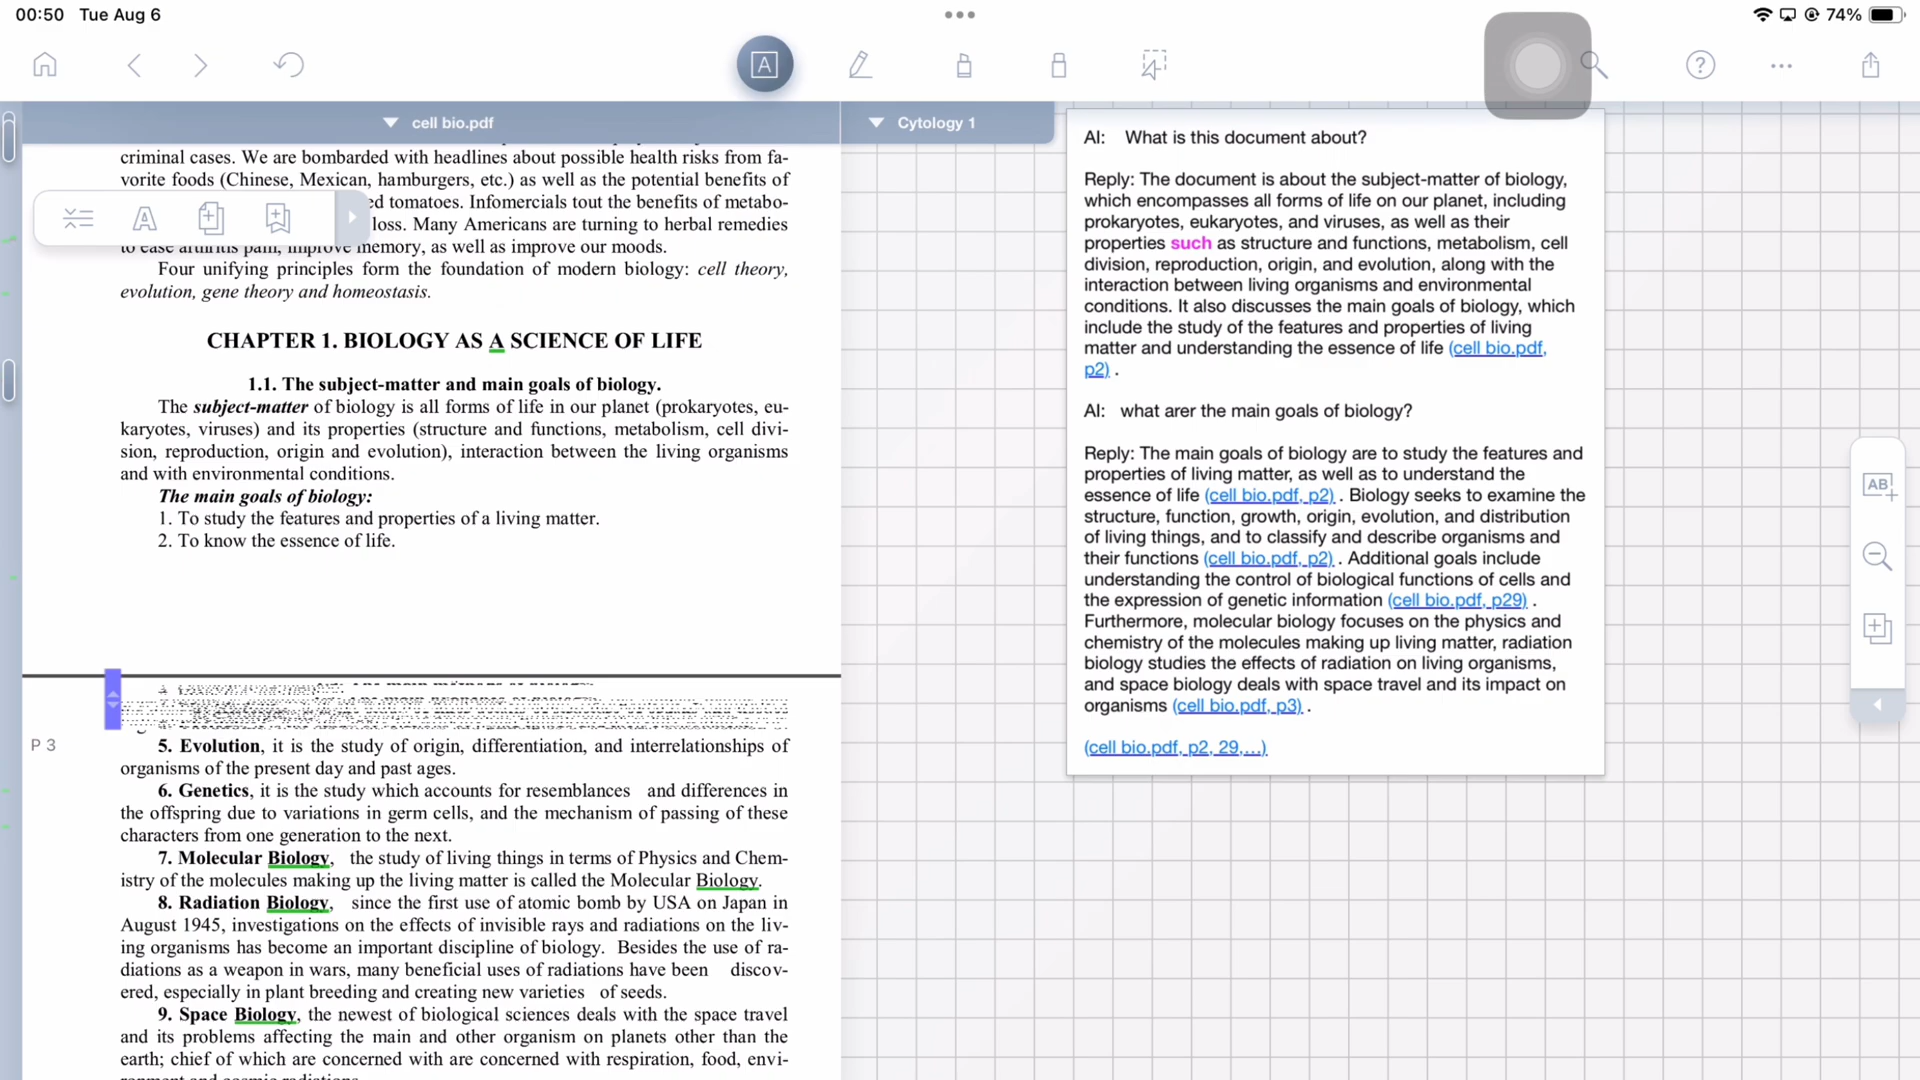 00:50 Tue Aug 6
74%
A
cell bio.pdf
Cytology 1
criminal cases. We are bombarded with headlines about possible health risks from fa-
vorite foods (Chinese, Mexican, hamburgers, etc.) as well as the potential benefits of
ed tomatoes. Infomercials tout the benefits of metabo-
loss. Many Americans are turning to herbal remedies
to ease arthritis pain, improve memory, as well as improve our moods.
Four unifying principles form the foundation of modern biology: cell theory,
evolution, gene theory and homeostasis.
CHAPTER 1. BIOLOGY AS A SCIENCE OF LIFE
1.1. The subject-matter and main goals of biology.
The subject-matter of biology is all forms of life in our planet (prokaryotes, eu-
karyotes, viruses) and its properties (structure and functions, metabolism, cell divi-
sion, reproduction, origin and evolution), interaction between the living organisms
and with environmental conditions.
The main goals of biology:
1. To study the features and properties of a living matter.
2. To know the essence of life.
P 3
5. Evolution, it is the study of origin, differentiation, and interrelationships of
organisms of the present day and past ages.
6. Genetics, it is the study which accounts for resemblances and differences in
the offspring due to variations in germ cells, and the mechanism of passing of these
characters from one generation to the next.
7. Molecular Biology, the study of living things in terms of Physics and Chem-
istry of the molecules making up the living matter is called the Molecular Biology.
8. Radiation Biology, since the first use of atomic bomb by USA on Japan in
August 1945, investigations on the effects of invisible rays and radiations on the liv-
ing organisms has become an important discipline of biology. Besides the use of ra-
diations as a weapon in wars, many beneficial uses of radiations have been discov-
ered, especially in plant breeding and creating new varieties of seeds.
9. Space Biology, the newest of biological sciences deals with the space travel
and its problems affecting the main and other organism on planets other than the
earth; chief of which are concerned with are concerned with respiration, food, envi-
ronment and cosmic radiations.
AI: What is this document about?
Reply: The document is about the subject-matter of biology,
which encompasses all forms of life on our planet, including
prokaryotes, eukaryotes, and viruses, as well as their
properties such as structure and functions, metabolism, cell
division, reproduction, origin, and evolution, along with the
interaction between living organisms and environmental
conditions. It also discusses the main goals of biology, which
include the study of the features and properties of living
matter and understanding the essence of life (cell bio.pdf,
p2) .
AI: what arer the main goals of biology?
Reply: The main goals of biology are to study the features and
properties of living matter, as well as to understand the
essence of life (cell bio.pdf, p2) . Biology seeks to examine the
structure, function, growth, origin, evolution, and distribution
of living things, and to classify and describe organisms and
their functions (cell bio.pdf, p2) . Additional goals include
understanding the control of biological functions of cells and
the expression of genetic information (cell bio.pdf, p29) .
Furthermore, molecular biology focuses on the physics and
chemistry of the molecules making up living matter, radiation
biology studies the effects of radiation on living organisms,
and space biology deals with space travel and its impact on
organisms (cell bio.pdf, p3) .
(cell bio.pdf, p2, 29,...)
AB